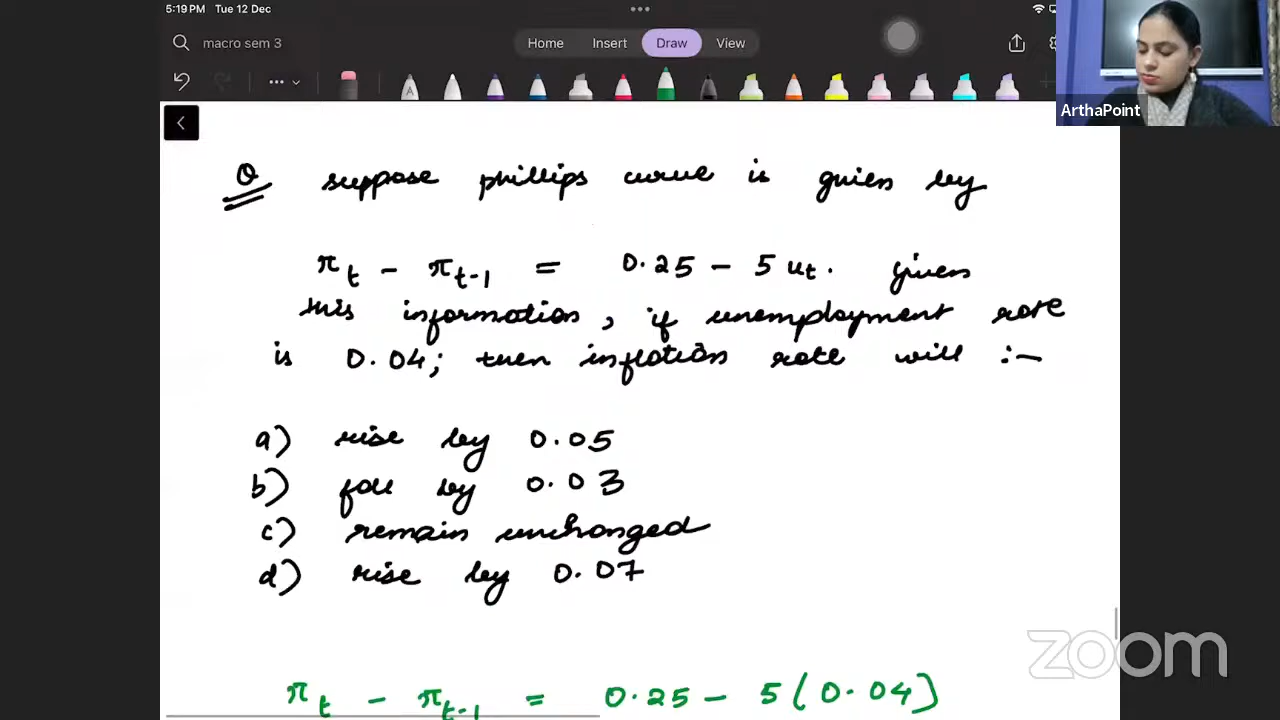 5:19 PM Tue 12 Dec
macro sem 3
Home Insert Draw View
ArthaPoint
Q suppose phillips curve is given by
πt - πt-1 = 0.25 - 5 ut. given
this information, if unemployment rate
is 0.04; then inflation rate will :-
a) rise by 0.05
b) fall by 0.03
c) remain unchanged
d) rise by 0.07
zoom
πt - πt-1 = 0.25 - 5(0.04)